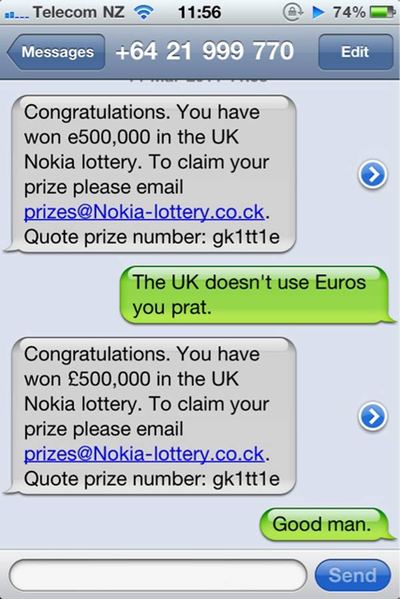 Telecom NZ 11:56 74%
Messages +64 21 999 770 Edit
Congratulations. You have
won e500,000 in the UK
Nokia lottery. To claim your
prize please email
prizes@Nokia-lottery.co.ck.
Quote prize number: gk1tt1e
The UK doesn't use Euros
you prat.
Congratulations. You have
won £500,000 in the UK
Nokia lottery. To claim your
prize please email
prizes@Nokia-lottery.co.ck.
Quote prize number: gk1tt1e
Good man.
Send